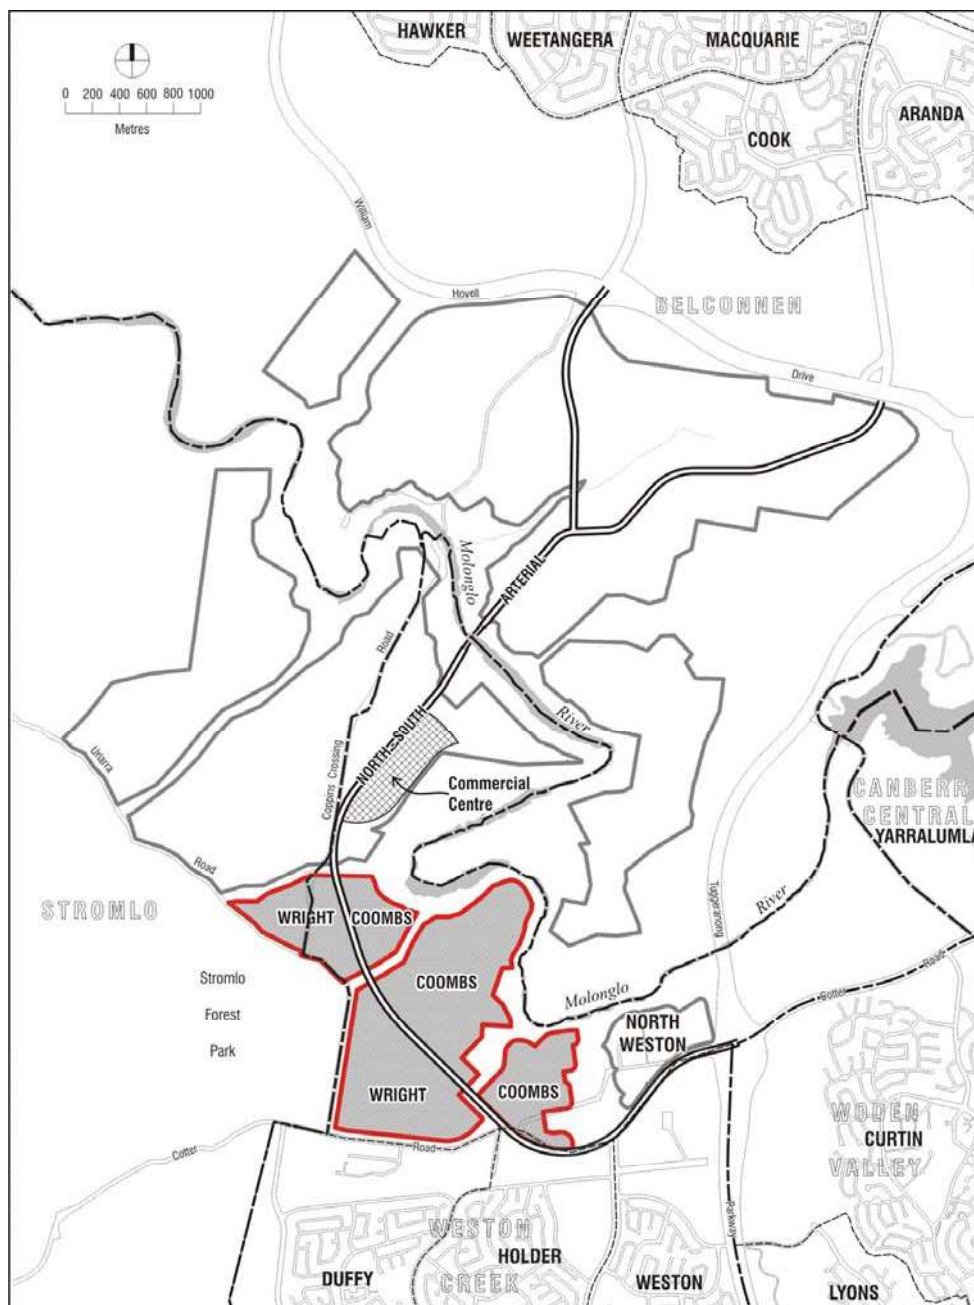 HAWKER
WEETANGERA
MACQUARIE
ARANDA
COOK
0 200 400 600 800 1000
Metres
William
Hovell
Drive
BELCONNEN
Molonglo
ARTERIAL
Road
NORTH-SOUTH
River
Uriarra
Coppins Crossing
Commercial
Centre
CANBERR
CENTRAL
YARRALUMLA
Road
STROMLO
WRIGHT
COOMBS
Tuggeranong
River
Stromlo
Forest
Park
COOMBS
Molonglo
Cotter
Road
NORTH
WESTON
WRIGHT
COOMBS
WODEN
CURTIN
VALLEY
Cotter
Road
Parkway
WESTON
HOLDER
CREEK
DUFFY
WESTON
LYONS